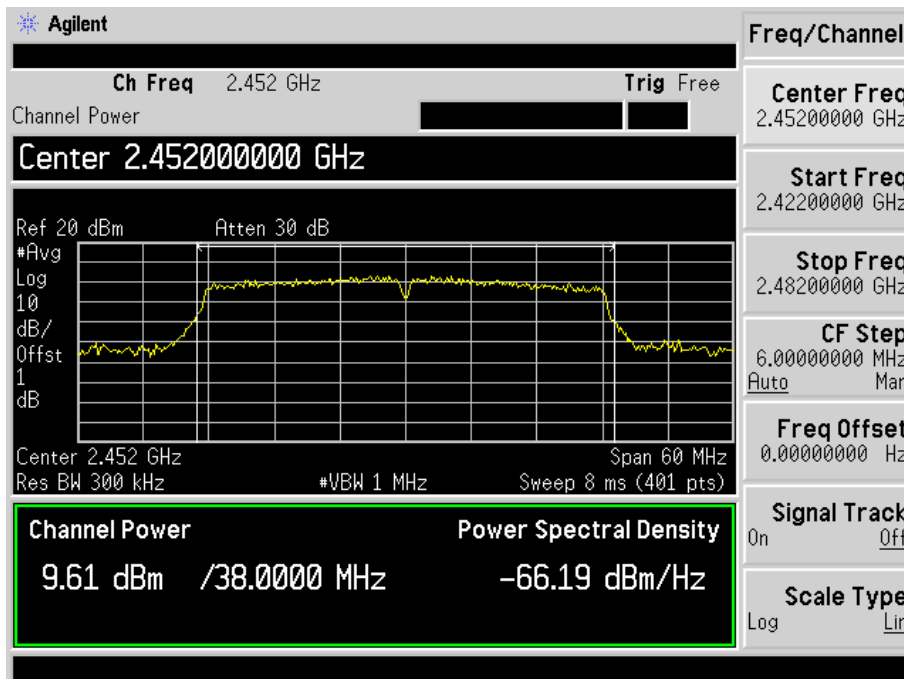 Agilent
Freq/Channel
Ch Freq 2.452 GHz Trig Free
Channel Power
Center 2.452000000 GHz
Ref 20 dBm Atten 30 dB
#Avg
Log
10
dB/
Offst
1
dB
Center 2.452 GHz Span 60 MHz
Res BW 300 kHz #VBW 1 MHz Sweep 8 ms (401 pts)
Channel Power Power Spectral Density
9.61 dBm /38.0000 MHz -66.19 dBm/Hz
Center Freq
2.45200000 GHz
Start Freq
2.42200000 GHz
Stop Freq
2.48200000 GHz
CF Step
6.00000000 MHz
Auto Man
Freq Offset
0.00000000 Hz
Signal Track
On Off
Scale Type
Log Lin